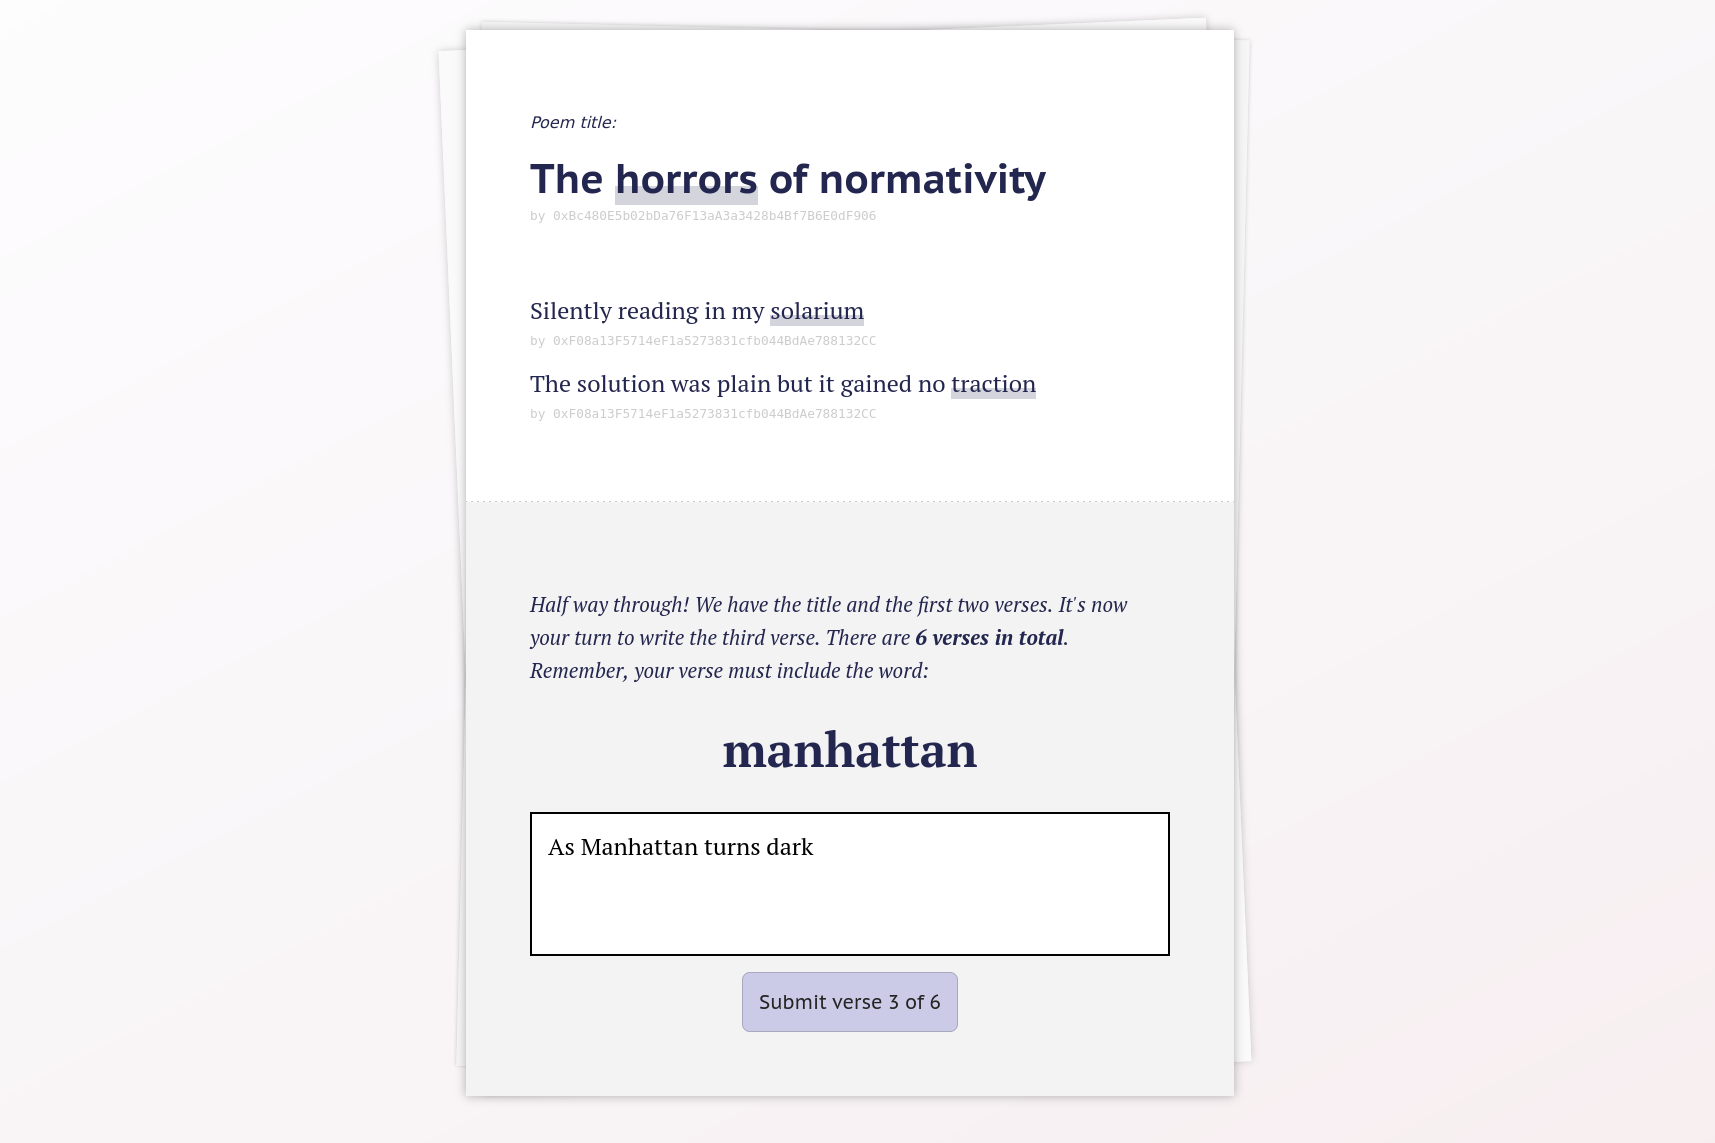 Poem title:
The horrors of normativity
by 0xBc480E5b02bDa76F13aA3a3428b4Bf7B6E0dF906
Silently reading in my solarium
by 0xF08a13F5714eF1a5273831cfb044BdAe788132CC
The solution was plain but it gained no traction
by 0xF08a13F5714eF1a5273831cfb044BdAe788132CC
Half way through! We have the title and the first two verses. It's now
your turn to write the third verse. There are 6 verses in total.
Remember, your verse must include the word:
manhattan
As Manhattan turns dark
Submit verse 3 of 6